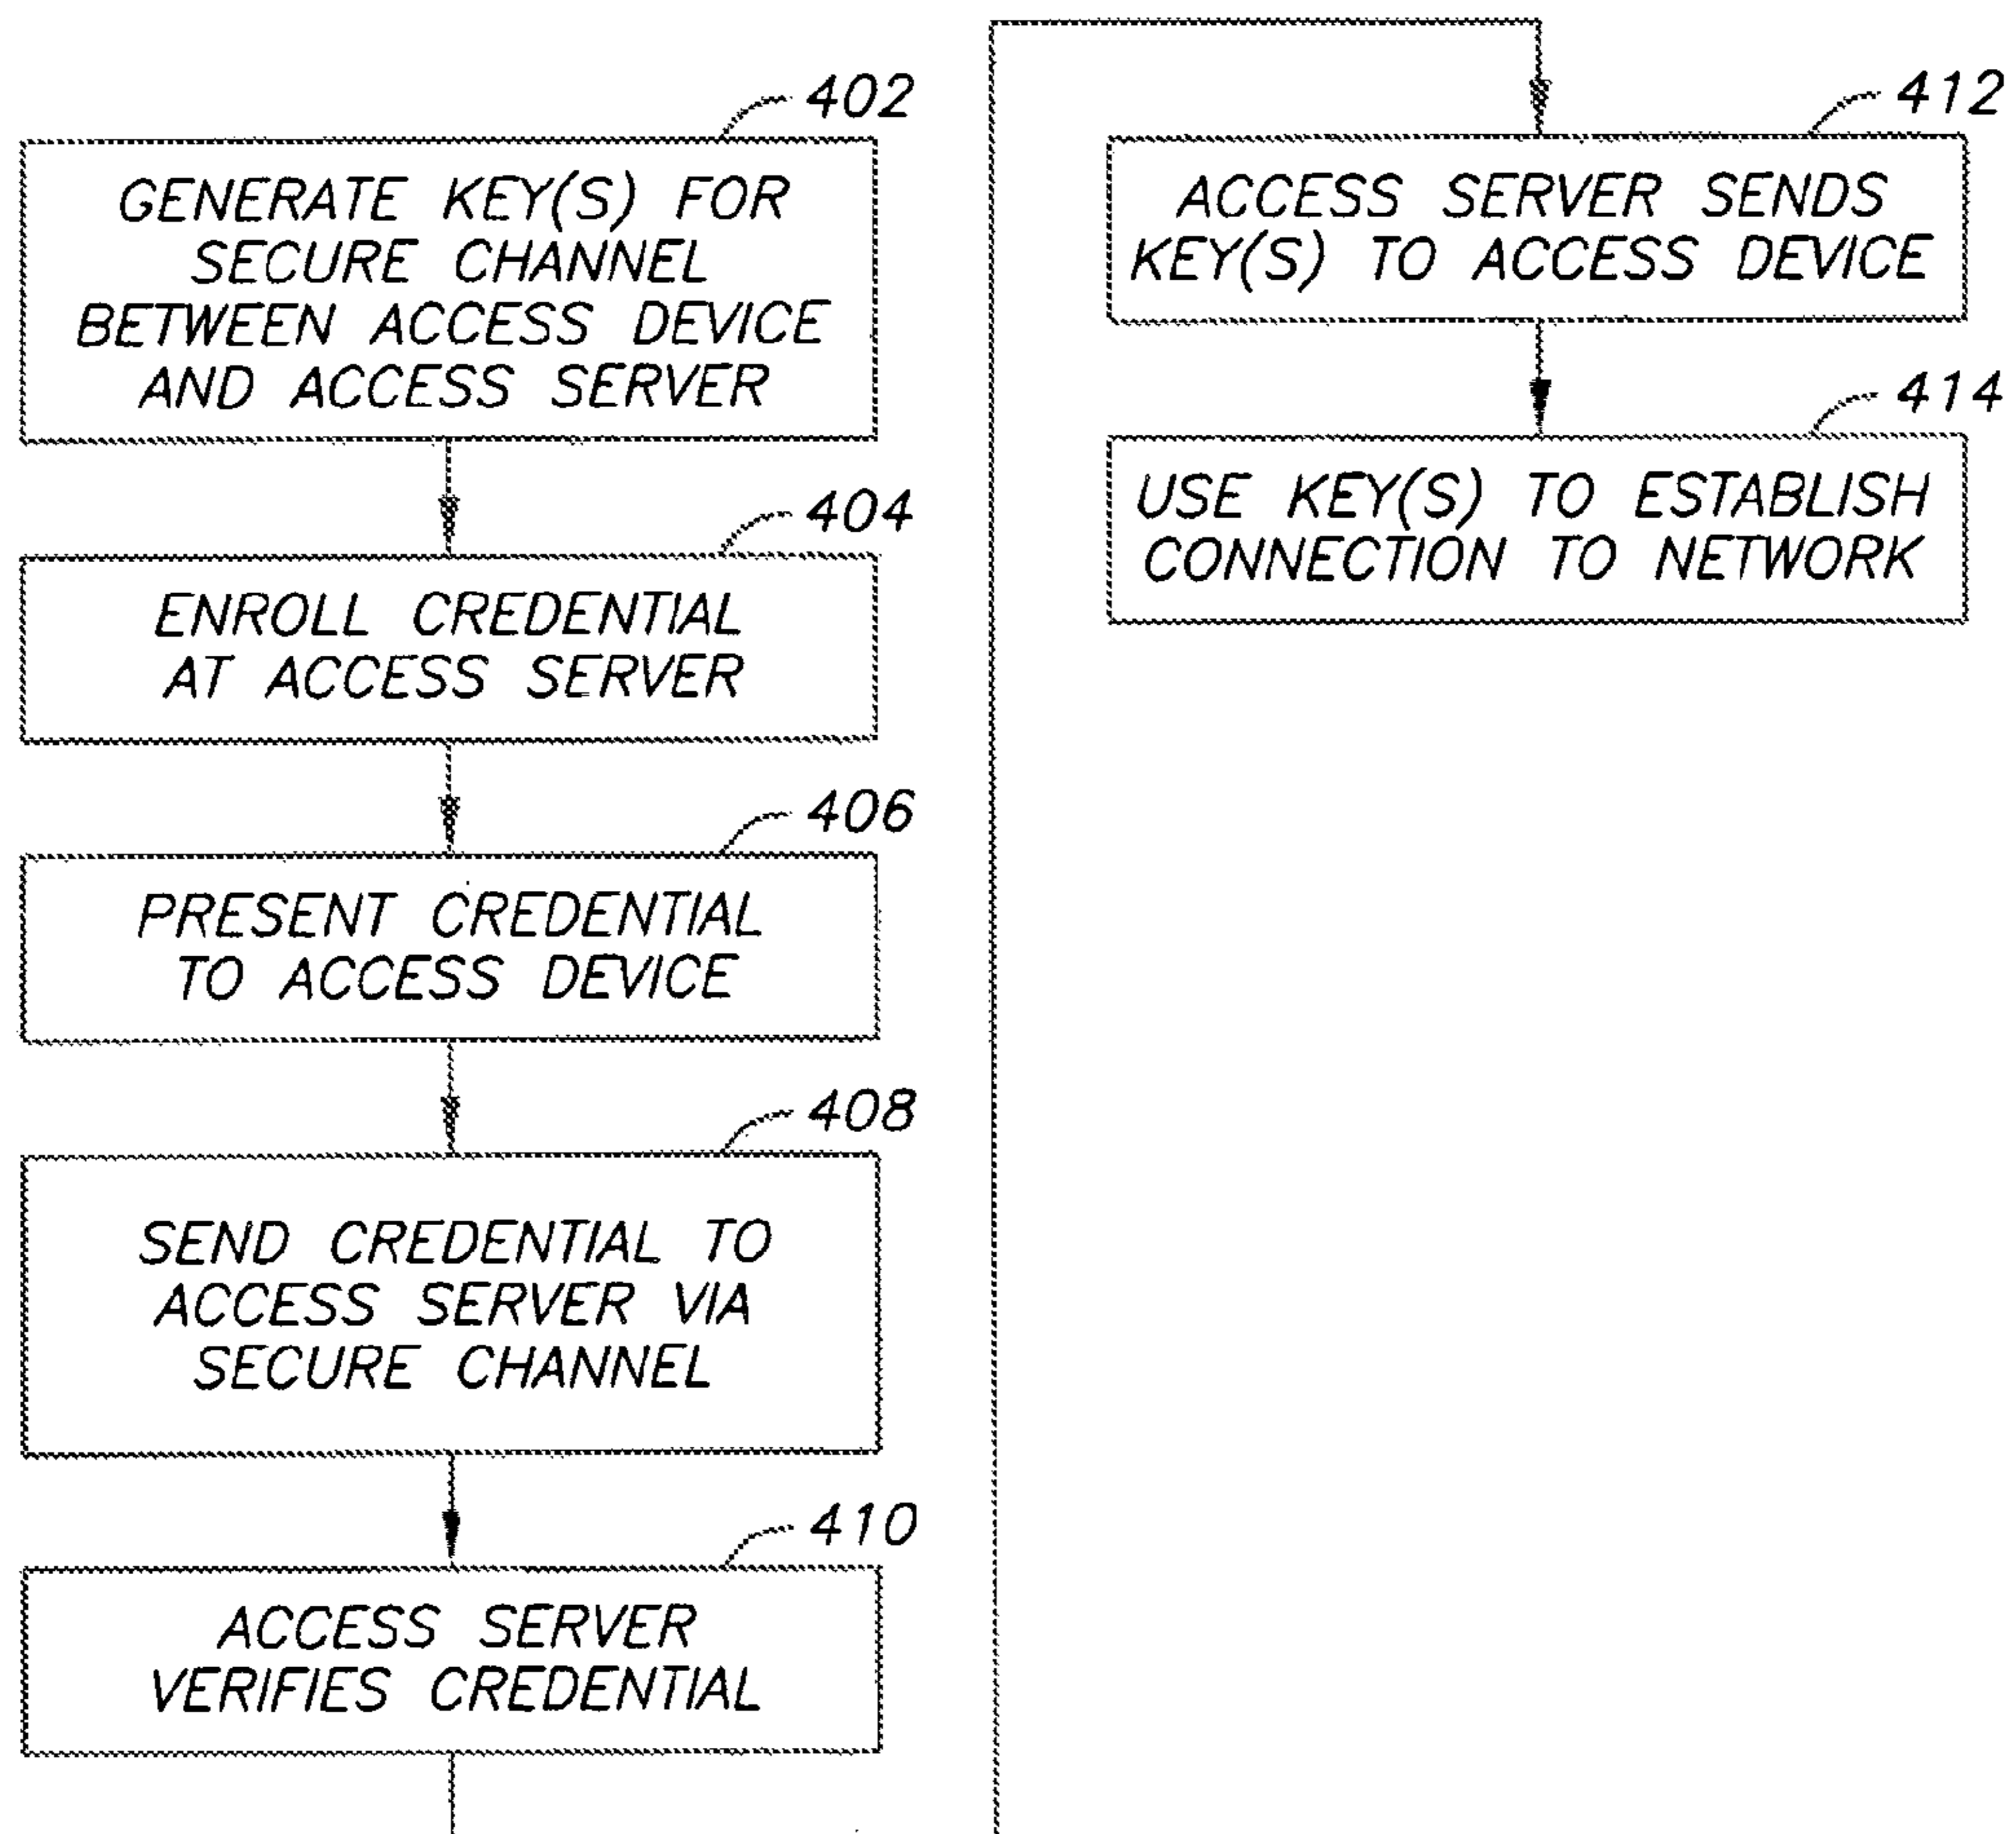 402
GENERATE KEY(S) FOR
SECURE CHANNEL
BETWEEN ACCESS DEVICE
AND ACCESS SERVER
404
ENROLL CREDENTIAL
AT ACCESS SERVER
406
PRESENT CREDENTIAL
TO ACCESS DEVICE
408
SEND CREDENTIAL TO
ACCESS SERVER VIA
SECURE CHANNEL
410
ACCESS SERVER
VERIFIES CREDENTIAL
412
ACCESS SERVER SENDS
KEY(S) TO ACCESS DEVICE
414
USE KEY(S) TO ESTABLISH
CONNECTION TO NETWORK